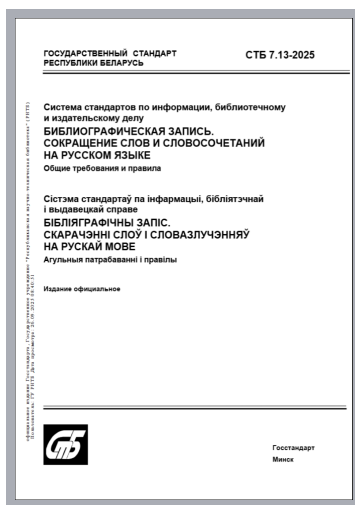 ГОСУДАРСТВЕННЫЙ СТАНДАРТ
РЕСПУБЛИКИ БЕЛАРУСЬ
СТБ 7.13-2025
Система стандартов по информации, библиотечному
и издательскому делу
БИБЛИОГРАФИЧЕСКАЯ ЗАПИСЬ.
СОКРАЩЕНИЕ СЛОВ И СЛОВОСОЧЕТАНИЙ
НА РУССКОМ ЯЗЫКЕ
Общие требования и правила
Сістэма стандартаў па інфармацыі, бібліятэчнай
і выдавецкай справе
БІБЛІЯГРАФІЧНЫ ЗАПІС.
СКАРАЧЭННІ СЛОЎ І СЛОВАЗЛУЧЭННЯЎ
НА РУСКАЙ МОВЕ
Агульныя патрабаванні і правілы
Издание официальное
СТБ
Госстандарт
Минск